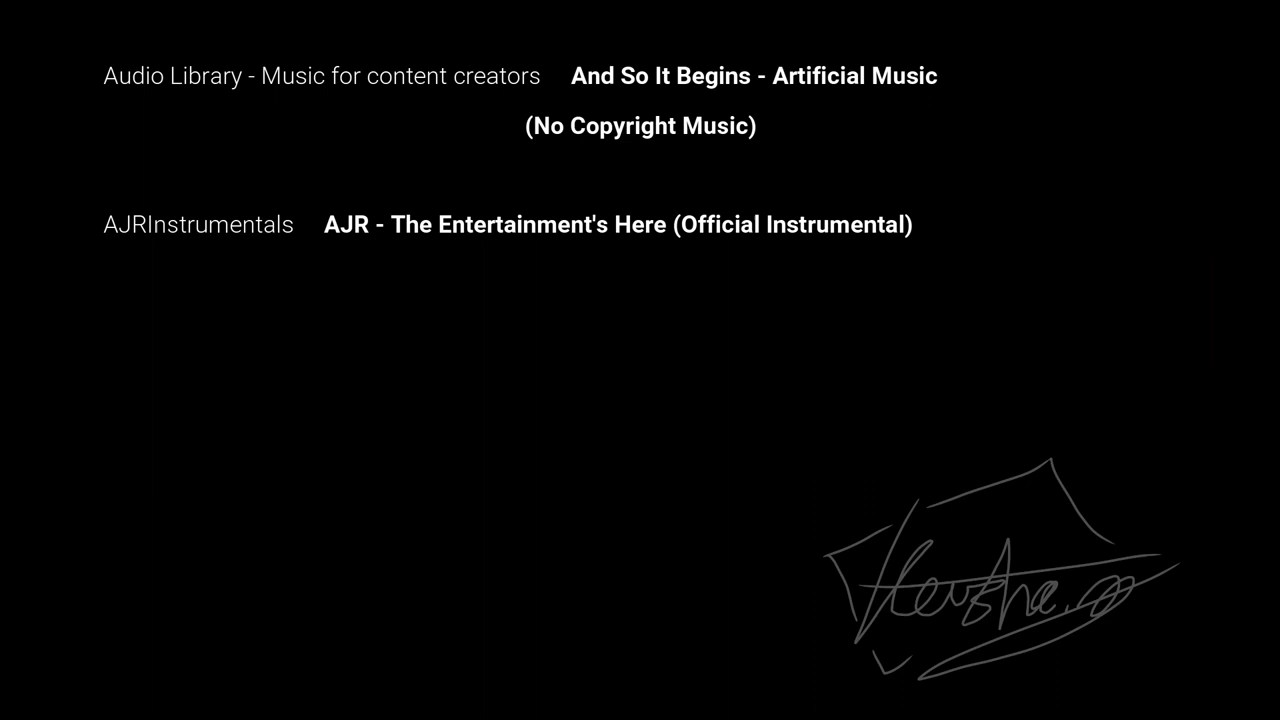 Audio Library - Music for content creators And So It Begins - Artificial Music
(No Copyright Music)
AJRInstrumentals AJR - The Entertainment's Here (Official Instrumental)